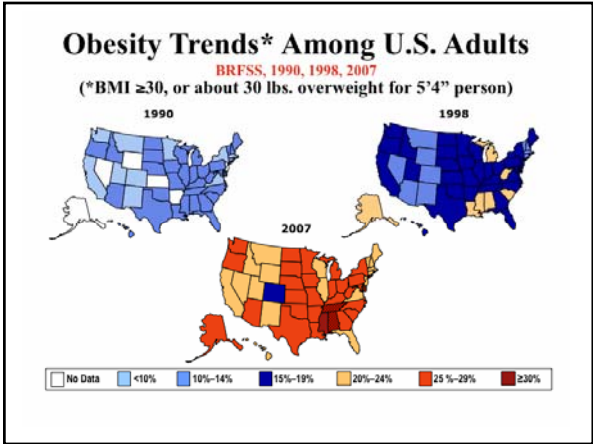 Obesity Trends* Among U.S. Adults
BRFSS, 1990, 1998, 2007
(*BMI ≥30, or about 30 lbs. overweight for 5’4” person)
1990
1998
2007
No Data <10% 10%–14% 15%–19% 20%–24% 25 %–29% ≥30%